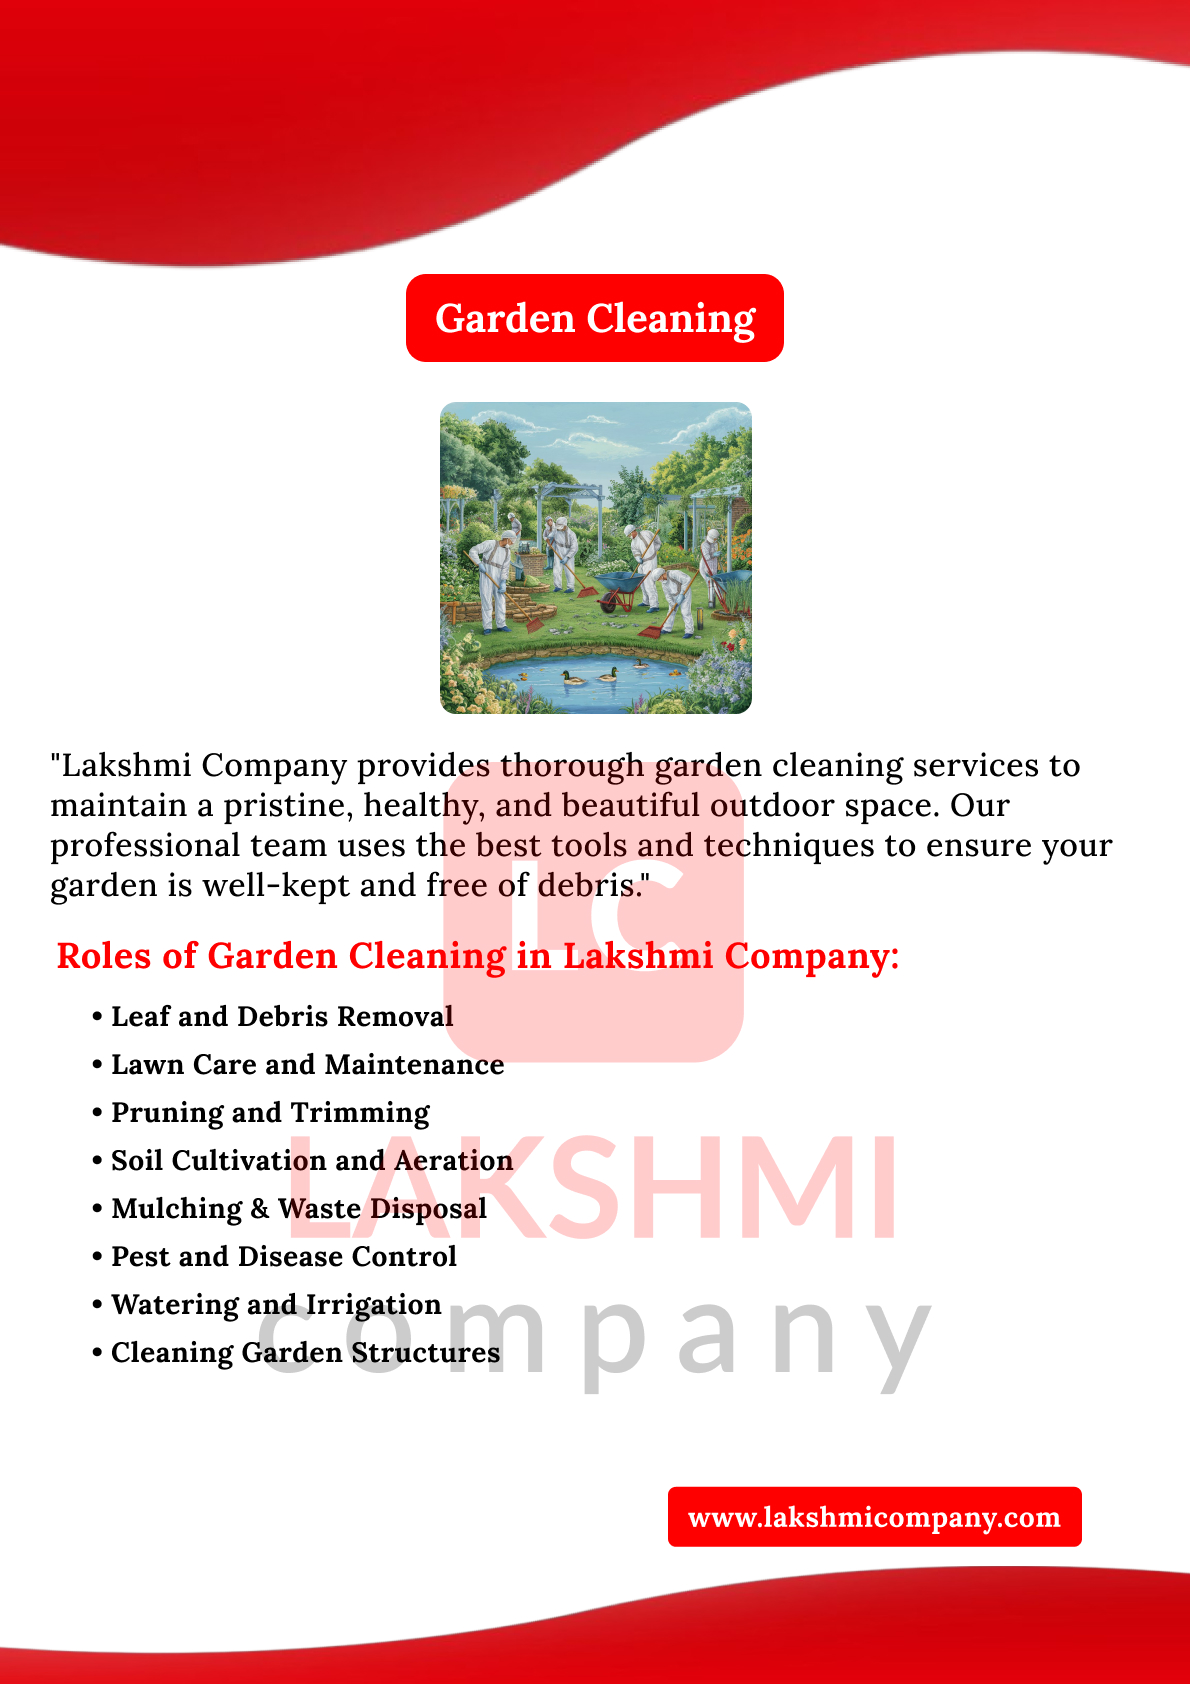 Garden Cleaning
"Lakshmi Company provides thorough garden cleaning services to
maintain a pristine, healthy, and beautiful outdoor space. Our
professional team uses the best tools and techniques to ensure your
garden is well-kept and free of debris."
LC
Roles of Garden Cleaning in Lakshmi Company:
• Leaf and Debris Removal
• Lawn Care and Maintenance
• Pruning and Trimming
• Soil Cultivation and Aeration
• Mulching & Waste Disposal
• Pest and Disease Control
• Watering and Irrigation
• Cleaning Garden Structures
LAKSHMI
company
www.lakshmicompany.com